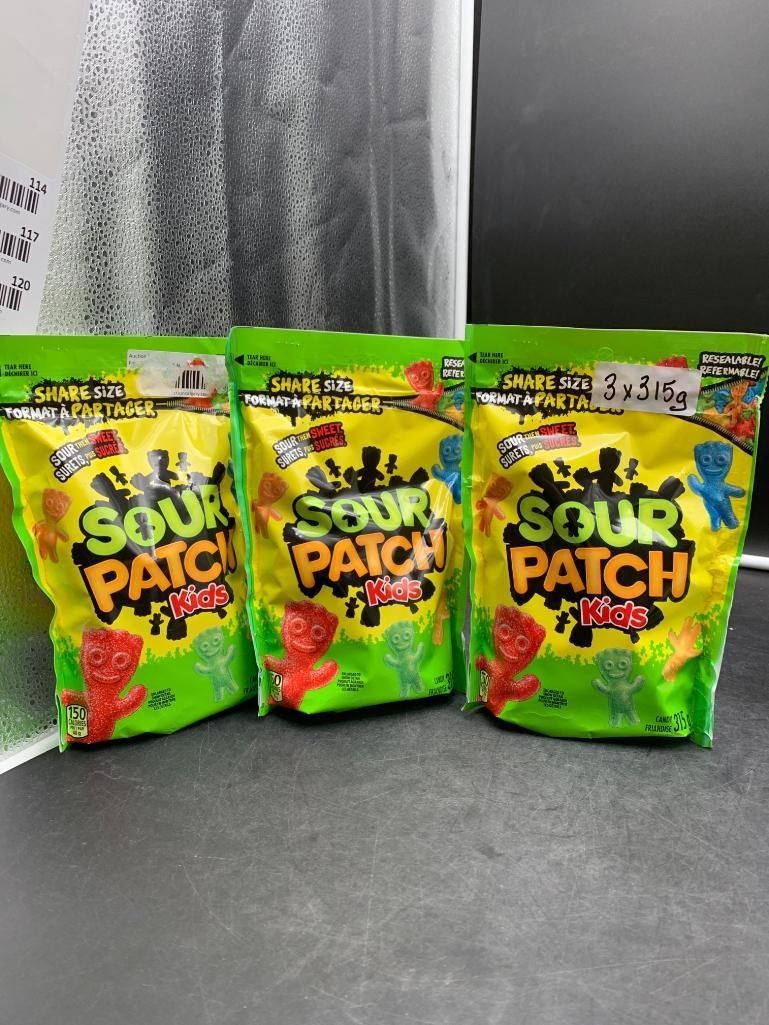 114
117
120
TEAR HERE
DÉCHIRER ICI
SHARE SIZE
FORMAT À PARTAGER
SOUR THEN SWEET
SURETS, PUIS SUCRÉS
SOUR
PATCH
Kids
150
CALORIES
TEAR HERE
DÉCHIRER ICI
SHARE SIZE
FORMAT À PARTAGER
SOUR THEN SWEET
SURETS, PUIS SUCRÉS
SOUR
PATCH
Kids
TEAR HERE
DÉCHIRER ICI
RESEALABLE!
REFERMABLE!
SHARE SIZE
3 x 315g
SOUR THEN SWEET
SURETS, PUIS SUCRÉS
SOUR
PATCH
Kids
CANDY
FRIANDISE 315 g